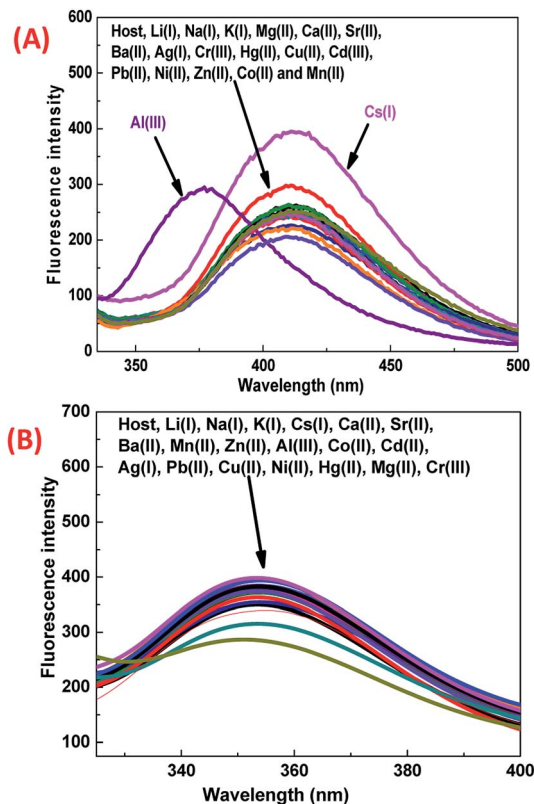 (A)
600
500
400
300
200
100
0
Fluorescence intensity
Host, Li(I), Na(I), K(I), Mg(II), Ca(II), Sr(II),
Ba(II), Ag(I), Cr(III), Hg(II), Cu(II), Cd(III),
Pb(II), Ni(II), Zn(II), Co(II) and Mn(II)
Al(III)
Cs(I)
350
400
450
500
Wavelength (nm)
(B)
700
600
500
400
300
200
100
Fluorescence intensity
Host, Li(I), Na(I), K(I), Cs(I), Ca(II), Sr(II),
Ba(II), Mn(II), Zn(II), Al(III), Co(II), Cd(II),
Ag(I), Pb(II), Cu(II), Ni(II), Hg(II), Mg(II), Cr(III)
340
360
380
400
Wavelength (nm)